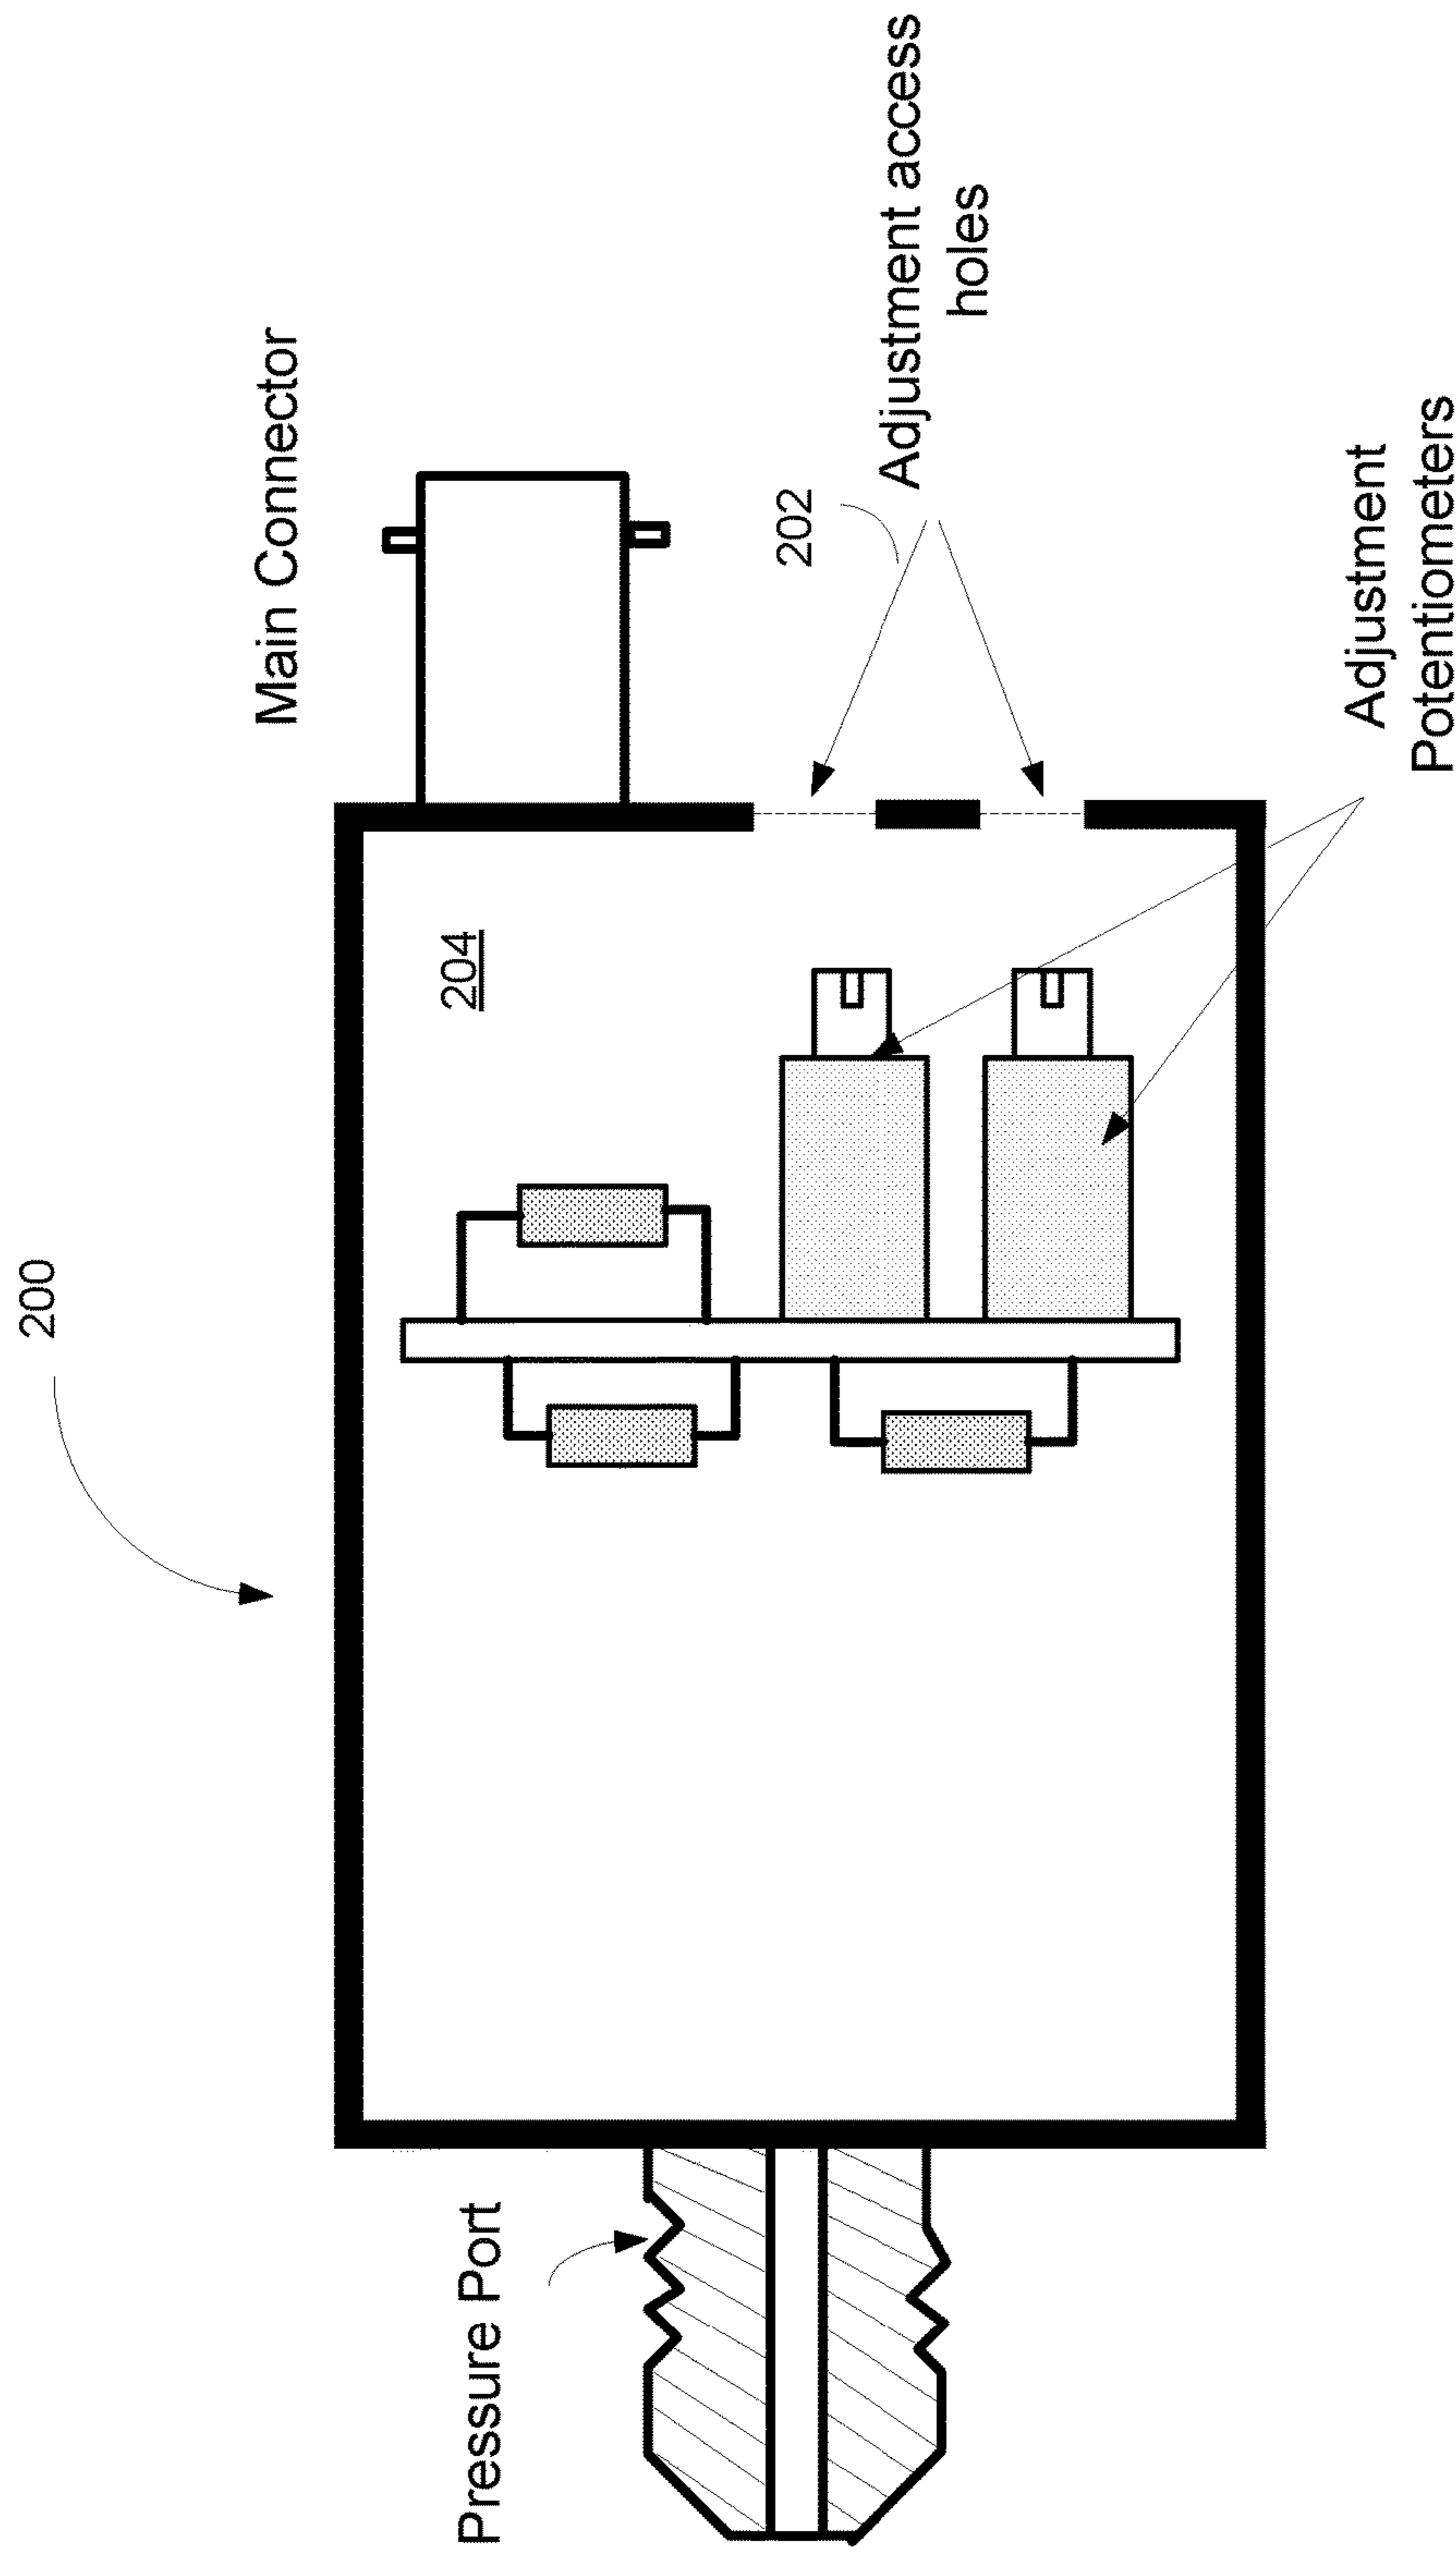 200
Main Connector
Pressure Port
204
202
Adjustment access
holes
Adjustment
Potentiometers